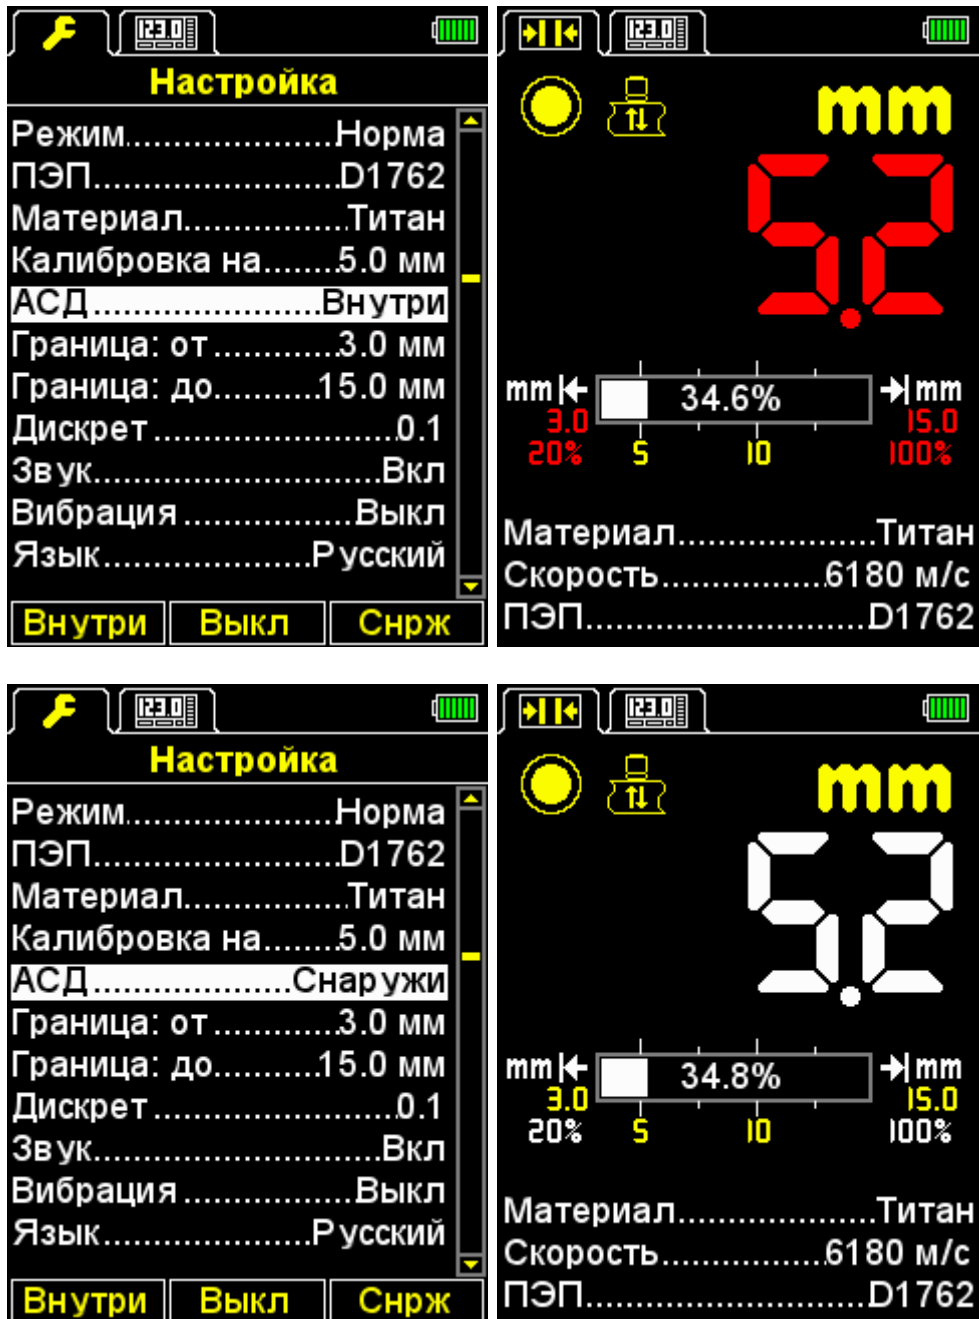 123.0
Настройка
Режим......................Норма
ПЭП.........................D1762
Материал.................Титан
Калибровка на........5.0 мм
АСД.......................Внутри
Граница: от.............3.0 мм
Граница: до...........15.0 мм
Дискрет.........................0.1
Звук.............................Вкл
Вибрация.................Выкл
Язык.....................Русский
Внутри Выкл Снрж
123.0
mm
5.2
mm 34.6% mm
3.0 15.0
20% 5 10 100%
Материал....................Титан
Скорость................6180 м/с
ПЭП............................D1762
123.0
Настройка
Режим......................Норма
ПЭП.........................D1762
Материал.................Титан
Калибровка на........5.0 мм
АСД....................Снаружи
Граница: от.............3.0 мм
Граница: до...........15.0 мм
Дискрет.........................0.1
Звук.............................Вкл
Вибрация.................Выкл
Язык.....................Русский
Внутри Выкл Снрж
123.0
mm
5.2
mm 34.8% mm
3.0 15.0
20% 5 10 100%
Материал....................Титан
Скорость................6180 м/с
ПЭП............................D1762